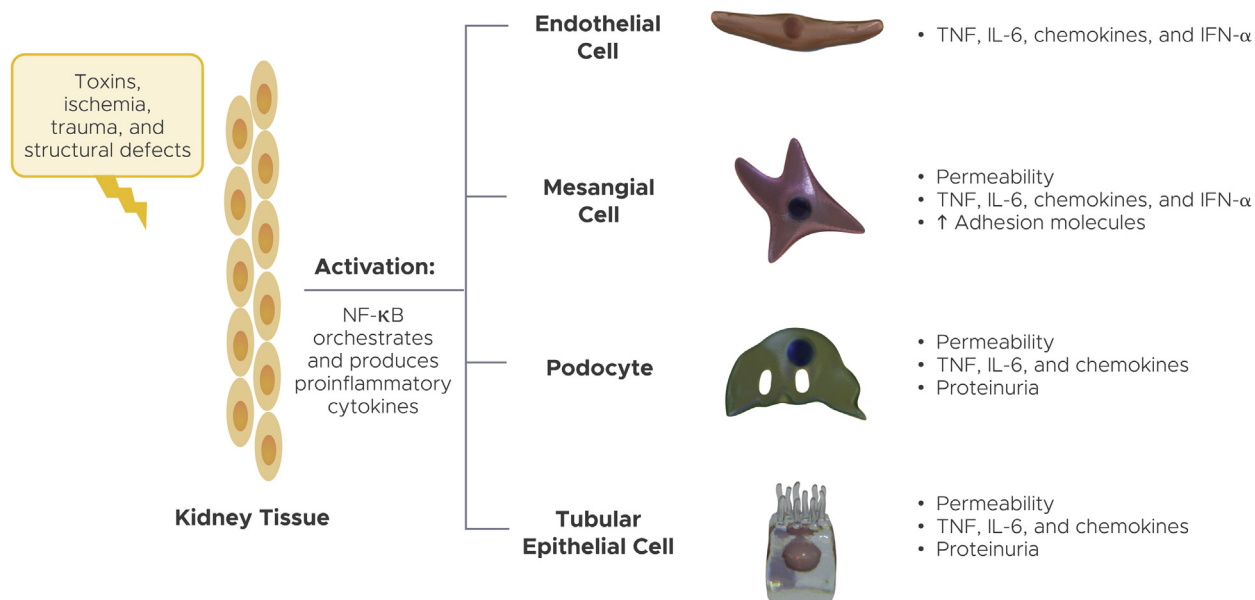 Toxins,
ischemia,
trauma, and
structural defects
Kidney Tissue
Activation:
NF-κB
orchestrates
and produces
proinflammatory
cytokines
Endothelial
Cell
• TNF, IL-6, chemokines, and IFN-α
Mesangial
Cell
• Permeability
• TNF, IL-6, chemokines, and IFN-α
• ↑ Adhesion molecules
Podocyte
• Permeability
• TNF, IL-6, and chemokines
• Proteinuria
Tubular
Epithelial Cell
• Permeability
• TNF, IL-6, and chemokines
• Proteinuria